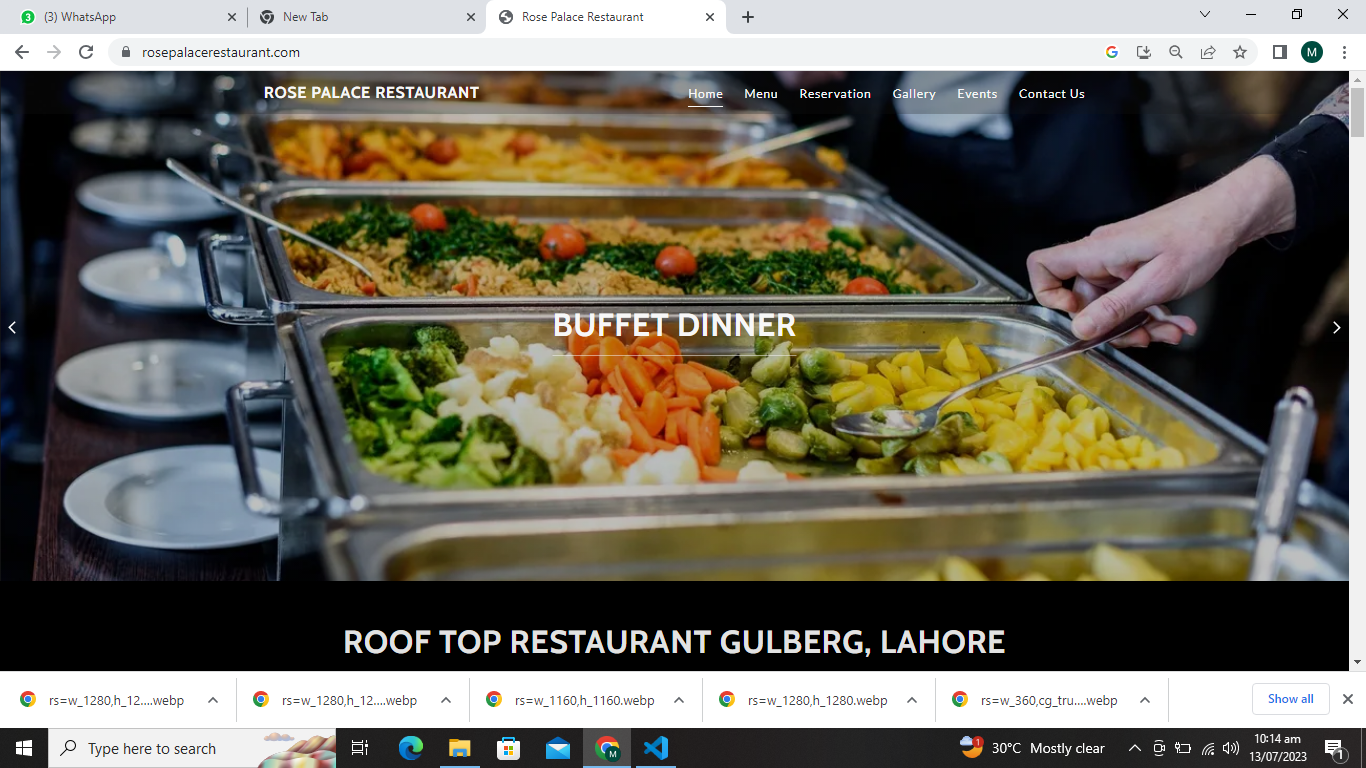 (3) WhatsApp
New Tab
Rose Palace Restaurant
rosepalacerestaurant.com
M
ROSE PALACE RESTAURANT
Home Menu Reservation Gallery Events Contact Us
BUFFET DINNER
ROOF TOP RESTAURANT GULBERG, LAHORE
rs=w_1280,h_12....webp
rs=w_1280,h_12....webp
rs=w_1160,h_1160.webp
rs=w_1280,h_1280.webp
rs=w_360,cg_tru....webp
Show all
Type here to search
30°C Mostly clear
10:14 am
13/07/2023